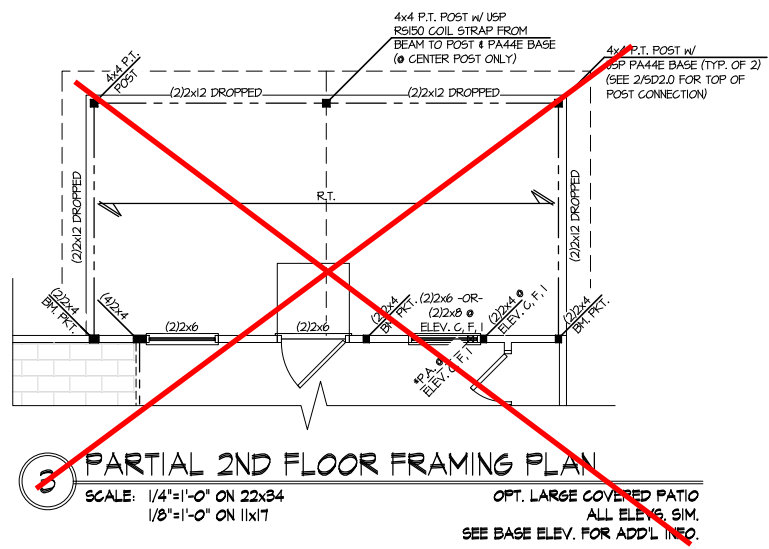 4x4 P.T. POST W/ USP
RS150 COIL STRAP FROM
BEAM TO POST & PA44E BASE
(@ CENTER POST ONLY)
4x4 P.T. POST W/
USP PA44E BASE (TYP. OF 2)
(SEE 2/SD2.0 FOR TOP OF
POST CONNECTION)
4x4 P.T.
POST
(2)2x12 DROPPED
(2)2x12 DROPPED
(2)2x12 DROPPED
(2)2x12 DROPPED
R.T.
(2)2x4
BM. PKT.
(4)2x4
(2)2x6
(2)2x6
(2)2x4
BM. PKT.
(2)2x6 -OR-
(2)2x8 @
ELEV. C, F, I
(2)2x4 @
ELEV. C, F, I
(2)2x4
BM. PKT.
*P.A. @
ELEV. C, F, I
3
PARTIAL 2ND FLOOR FRAMING PLAN
SCALE: 1/4"=1'-0" ON 22x34
1/8"=1'-0" ON 11x17
OPT. LARGE COVERED PATIO
ALL ELEVS. SIM.
SEE BASE ELEV. FOR ADD'L INFO.